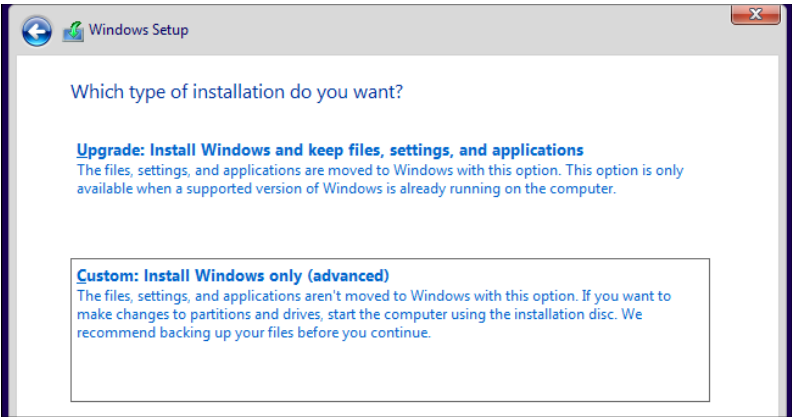 Windows Setup
Which type of installation do you want?
Upgrade: Install Windows and keep files, settings, and applications
The files, settings, and applications are moved to Windows with this option. This option is only
available when a supported version of Windows is already running on the computer.
Custom: Install Windows only (advanced)
The files, settings, and applications aren't moved to Windows with this option. If you want to
make changes to partitions and drives, start the computer using the installation disc. We
recommend backing up your files before you continue.